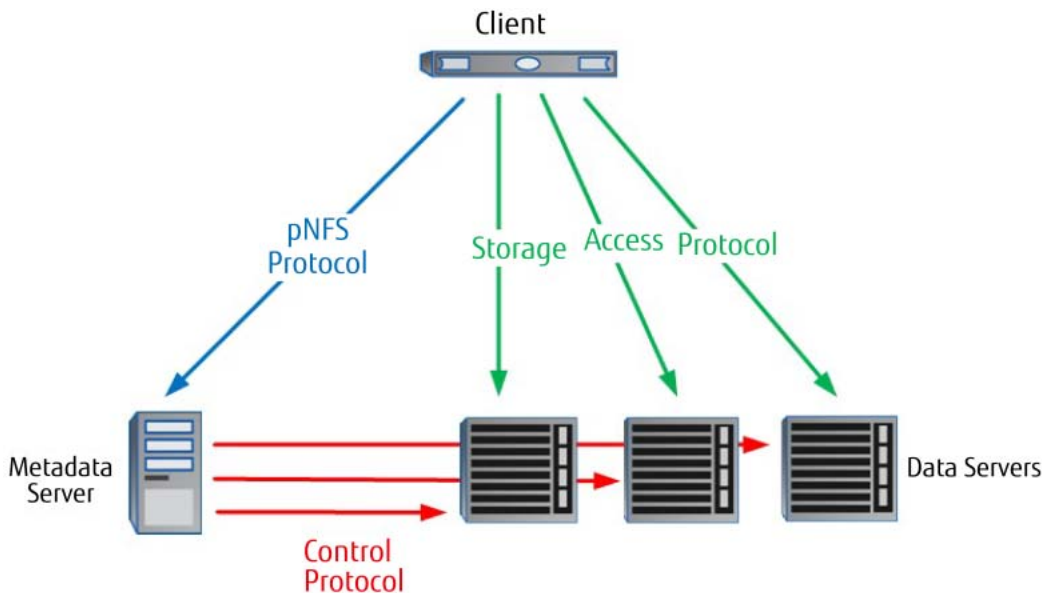 Client
pNFS
Protocol
Storage Access Protocol
Metadata
Server
Data Servers
Control
Protocol